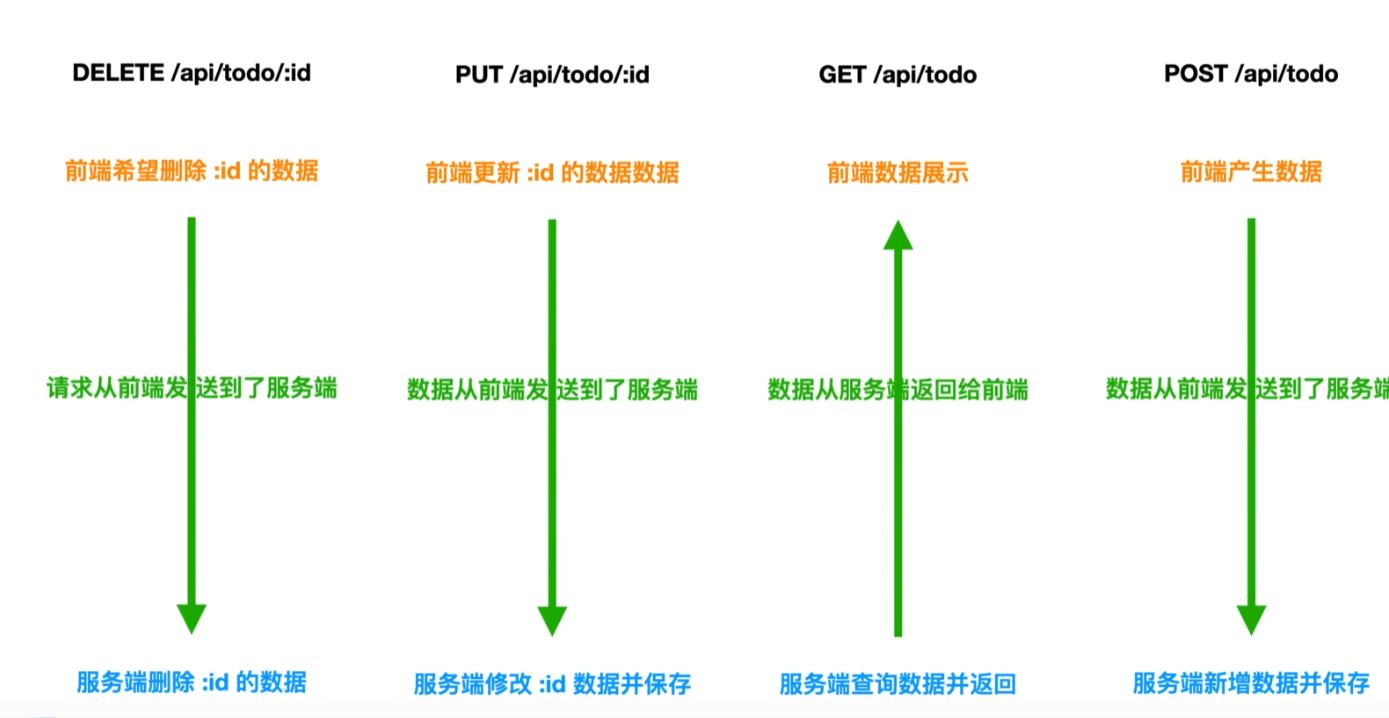 DELETE /api/todo/:id
PUT /api/todo/:id
GET /api/todo
POST /api/todo
前端希望删除 :id 的数据
前端更新 :id 的数据数据
前端数据展示
前端产生数据
请求从前端发送到了服务端
数据从前端发送到了服务端
数据从服务端返回给前端
数据从前端发送到了服务端
服务端删除 :id 的数据
服务端修改 :id 数据并保存
服务端查询数据并返回
服务端新增数据并保存